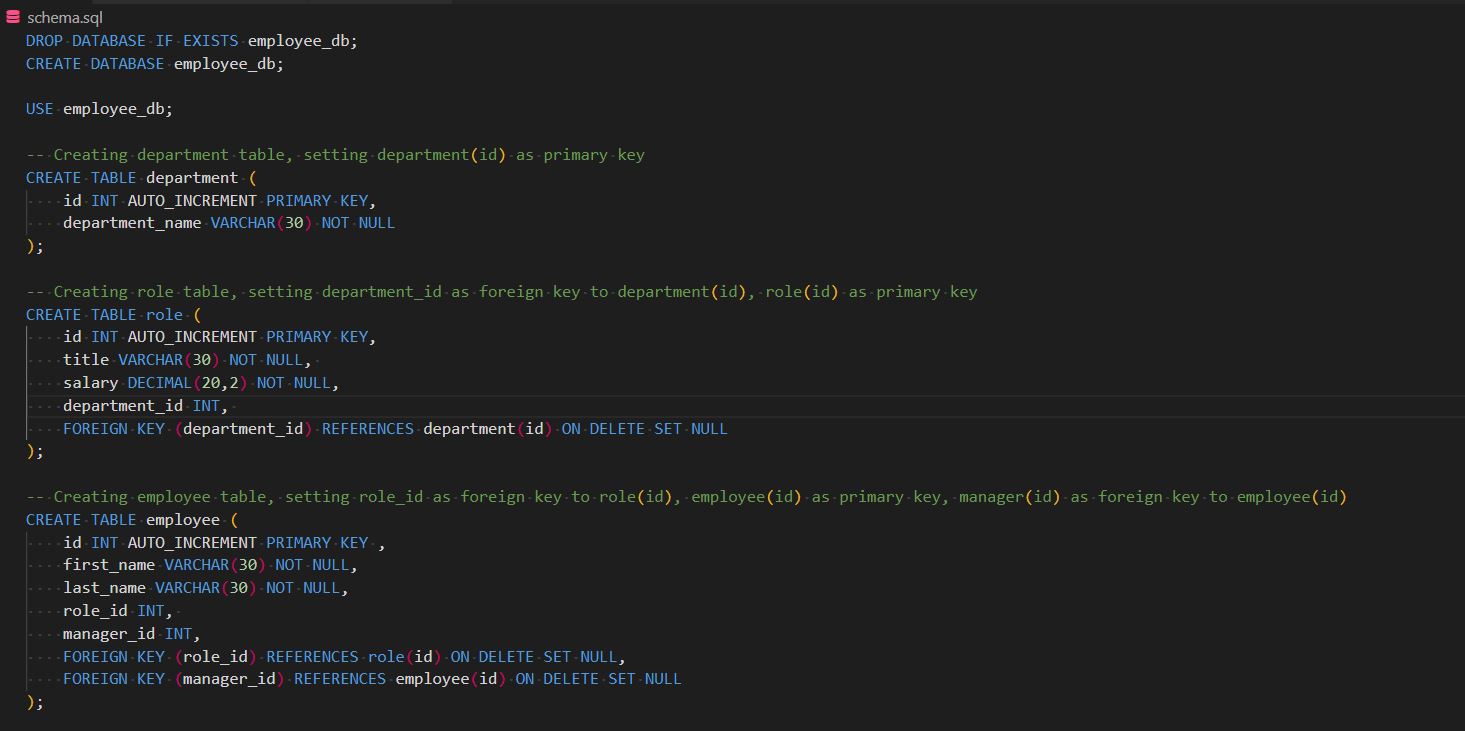 schema.sql
DROP DATABASE IF EXISTS employee_db;
CREATE DATABASE employee_db;

USE employee_db;

-- Creating department table, setting department(id) as primary key
CREATE TABLE department (
    id INT AUTO_INCREMENT PRIMARY KEY,
    department_name VARCHAR(30) NOT NULL
);

-- Creating role table, setting department_id as foreign key to department(id), role(id) as primary key
CREATE TABLE role (
    id INT AUTO_INCREMENT PRIMARY KEY,
    title VARCHAR(30) NOT NULL,
    salary DECIMAL(20,2) NOT NULL,
    department_id INT,
    FOREIGN KEY (department_id) REFERENCES department(id) ON DELETE SET NULL
);

-- Creating employee table, setting role_id as foreign key to role(id), employee(id) as primary key, manager(id) as foreign key to employee(id)
CREATE TABLE employee (
    id INT AUTO_INCREMENT PRIMARY KEY ,
    first_name VARCHAR(30) NOT NULL,
    last_name VARCHAR(30) NOT NULL,
    role_id INT,
    manager_id INT,
    FOREIGN KEY (role_id) REFERENCES role(id) ON DELETE SET NULL,
    FOREIGN KEY (manager_id) REFERENCES employee(id) ON DELETE SET NULL
);